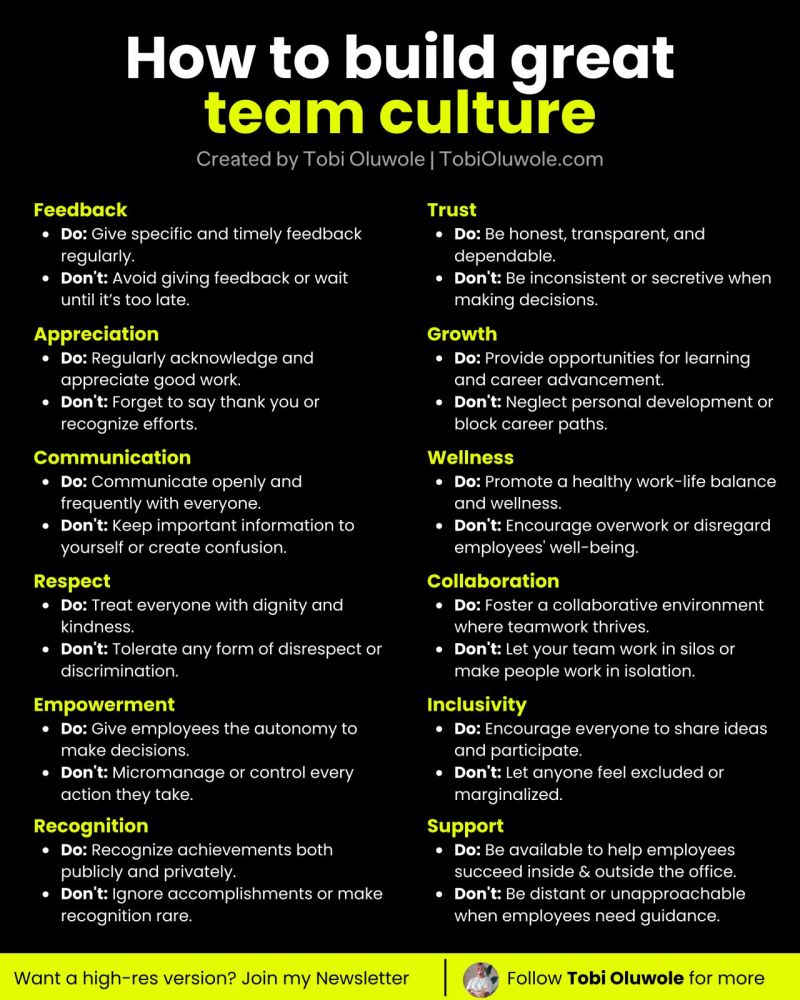 How to build great
team culture
Created by Tobi Oluwole | TobiOluwole.com
Feedback
• Do: Give specific and timely feedback
regularly.
• Don't: Avoid giving feedback or wait
until it’s too late.
Appreciation
• Do: Regularly acknowledge and
appreciate good work.
• Don't: Forget to say thank you or
recognize efforts.
Communication
• Do: Communicate openly and
frequently with everyone.
• Don't: Keep important information to
yourself or create confusion.
Respect
• Do: Treat everyone with dignity and
kindness.
• Don't: Tolerate any form of disrespect or
discrimination.
Empowerment
• Do: Give employees the autonomy to
make decisions.
• Don't: Micromanage or control every
action they take.
Recognition
• Do: Recognize achievements both
publicly and privately.
• Don't: Ignore accomplishments or make
recognition rare.
Trust
• Do: Be honest, transparent, and
dependable.
• Don't: Be inconsistent or secretive when
making decisions.
Growth
• Do: Provide opportunities for learning
and career advancement.
• Don't: Neglect personal development or
block career paths.
Wellness
• Do: Promote a healthy work-life balance
and wellness.
• Don't: Encourage overwork or disregard
employees' well-being.
Collaboration
• Do: Foster a collaborative environment
where teamwork thrives.
• Don't: Let your team work in silos or
make people work in isolation.
Inclusivity
• Do: Encourage everyone to share ideas
and participate.
• Don't: Let anyone feel excluded or
marginalized.
Support
• Do: Be available to help employees
succeed inside & outside the office.
• Don't: Be distant or unapproachable
when employees need guidance.
Want a high-res version? Join my Newsletter
Follow Tobi Oluwole for more